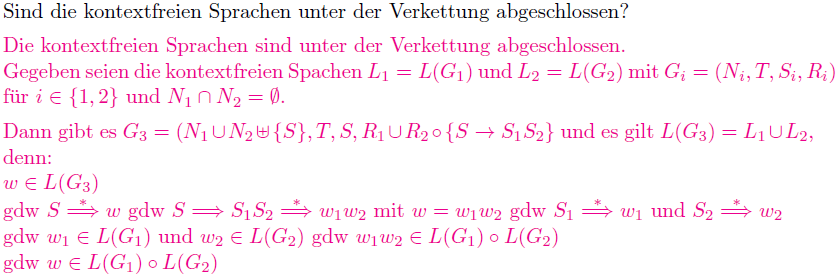 Sind die kontextfreien Sprachen unter der Verkettung abgeschlossen?
Die kontextfreien Sprachen sind unter der Verkettung abgeschlossen.
Gegeben seien die kontextfreien Spachen L₁ = L(G₁) und L₂ = L(G₂) mit Gᵢ = (Nᵢ, T, Sᵢ, Rᵢ)
für i ∈ {1, 2} und N₁ ∩ N₂ = ∅.
Dann gibt es G₃ = (N₁ ∪ N₂ ⊎ {S}, T, S, R₁ ∪ R₂ ∘ {S → S₁S₂} und es gilt L(G₃) = L₁ ∪ L₂,
denn:
w ∈ L(G₃)
gdw S ⟹* w gdw S ⟹ S₁S₂ ⟹* w₁w₂ mit w = w₁w₂ gdw S₁ ⟹* w₁ und S₂ ⟹* w₂
gdw w₁ ∈ L(G₁) und w₂ ∈ L(G₂) gdw w₁w₂ ∈ L(G₁) ∘ L(G₂)
gdw w ∈ L(G₁) ∘ L(G₂)